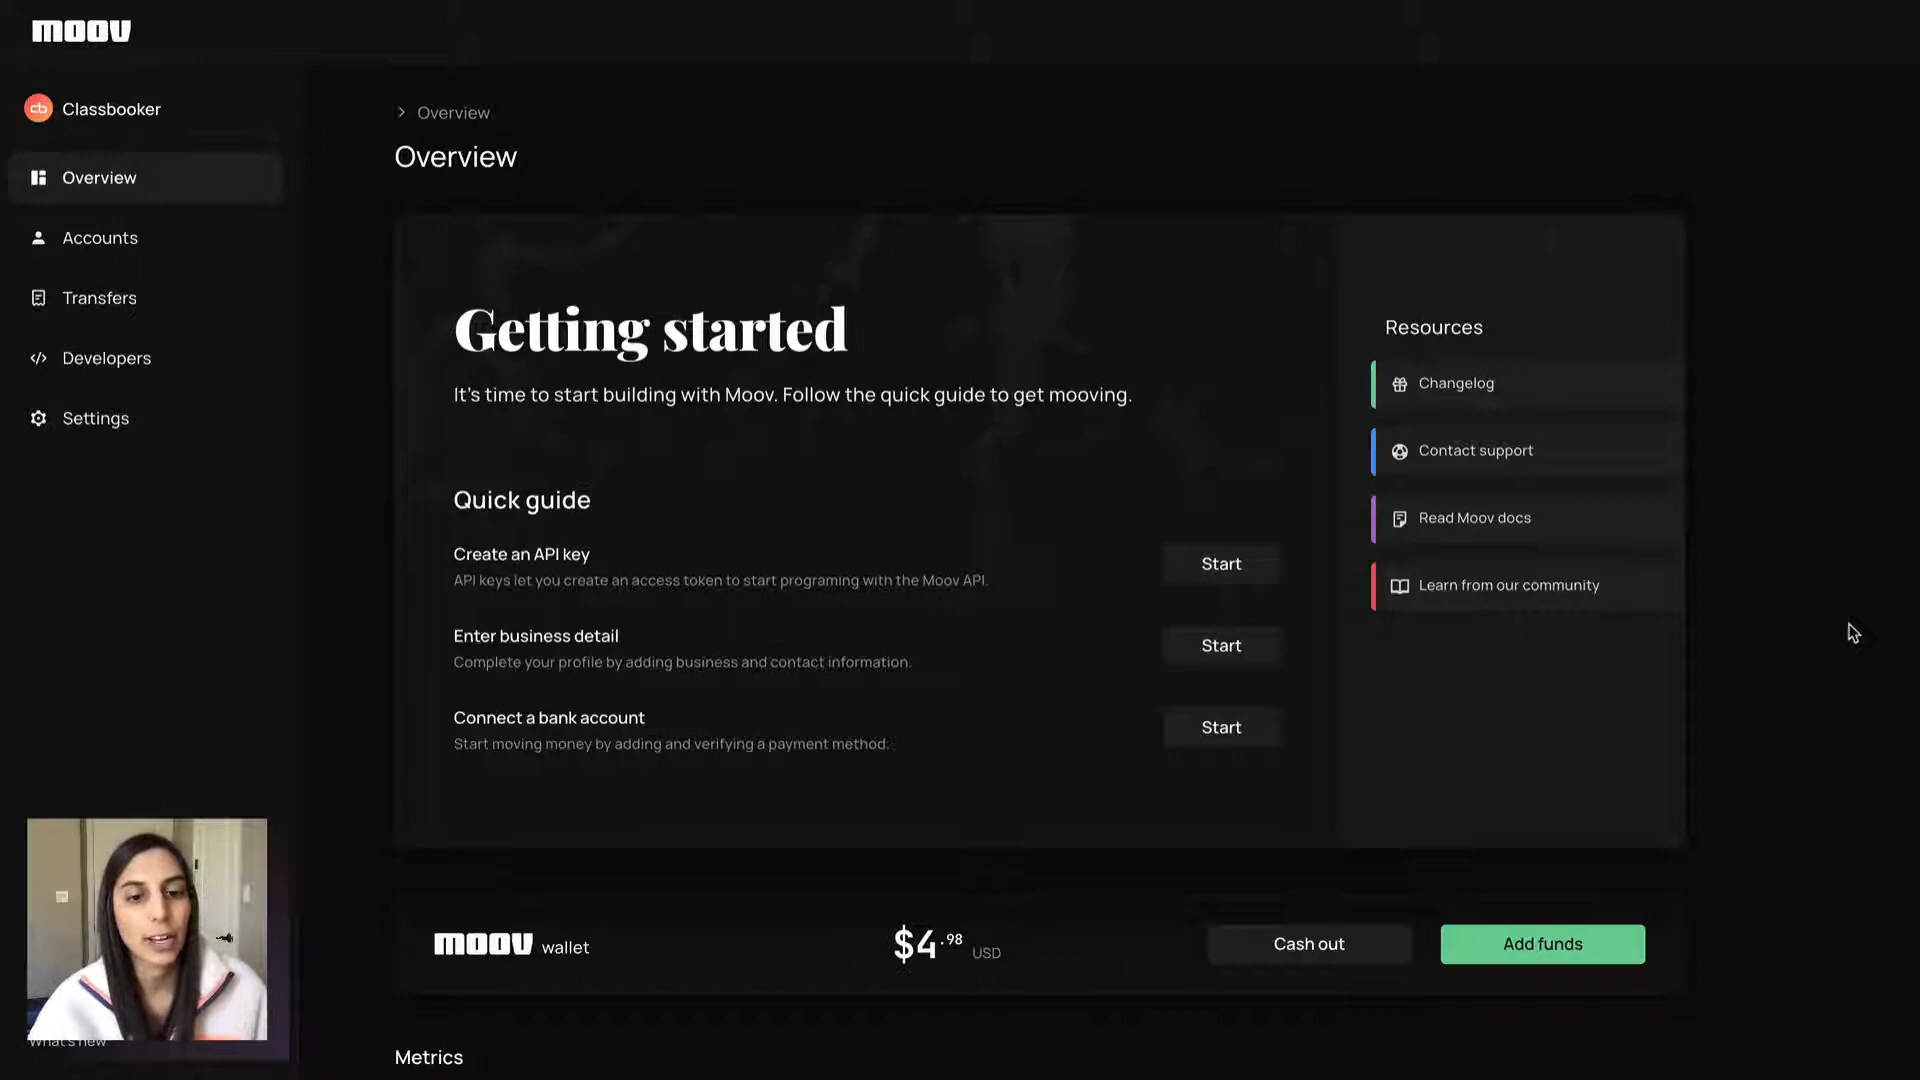 moov
cb Classbooker
Overview
Accounts
Transfers
Developers
Settings
What's new
Overview
Overview
Getting started
It's time to start building with Moov. Follow the quick guide to get mooving.
Quick guide
Create an API key
API keys let you create an access token to start programing with the Moov API.
Start
Enter business detail
Complete your profile by adding business and contact information.
Start
Connect a bank account
Start moving money by adding and verifying a payment method.
Start
Resources
Changelog
Contact support
Read Moov docs
Learn from our community
moov wallet
$4.98 USD
Cash out
Add funds
Metrics